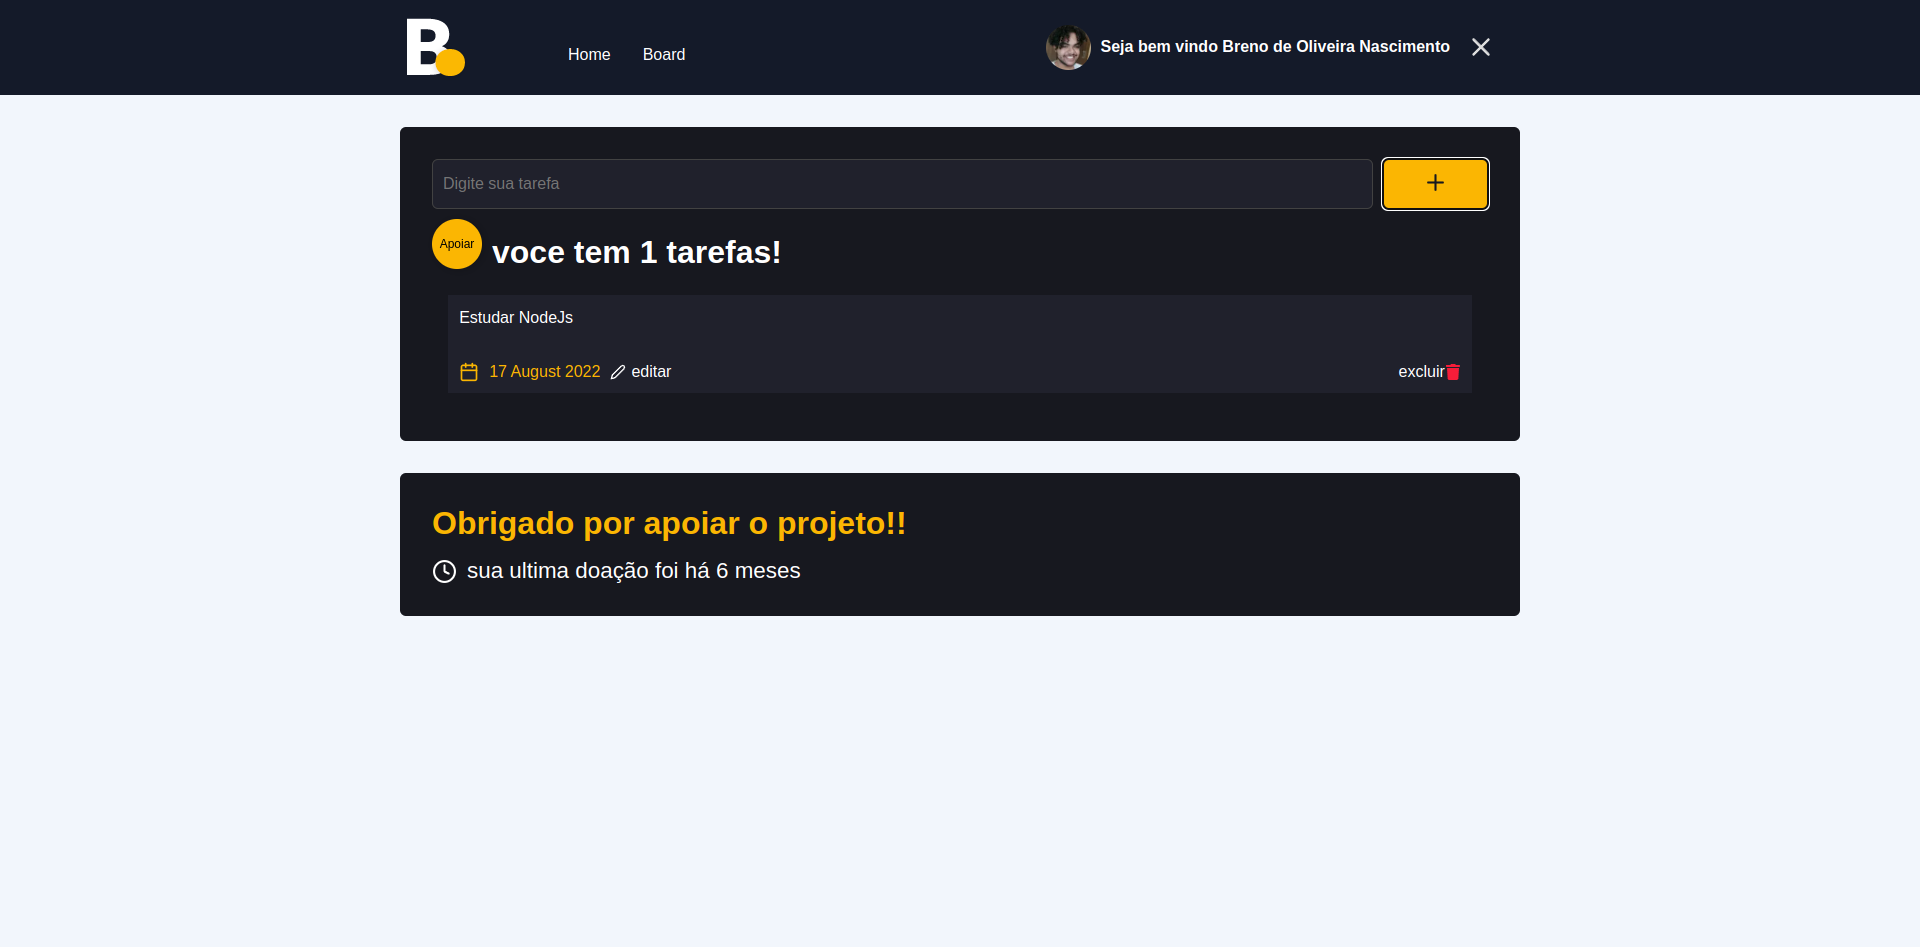 B.
Home Board
Seja bem vindo Breno de Oliveira Nascimento
Digite sua tarefa
+
Apoiar
voce tem 1 tarefas!
Estudar NodeJs
17 August 2022 editar
excluir
Obrigado por apoiar o projeto!!
sua ultima doação foi há 6 meses